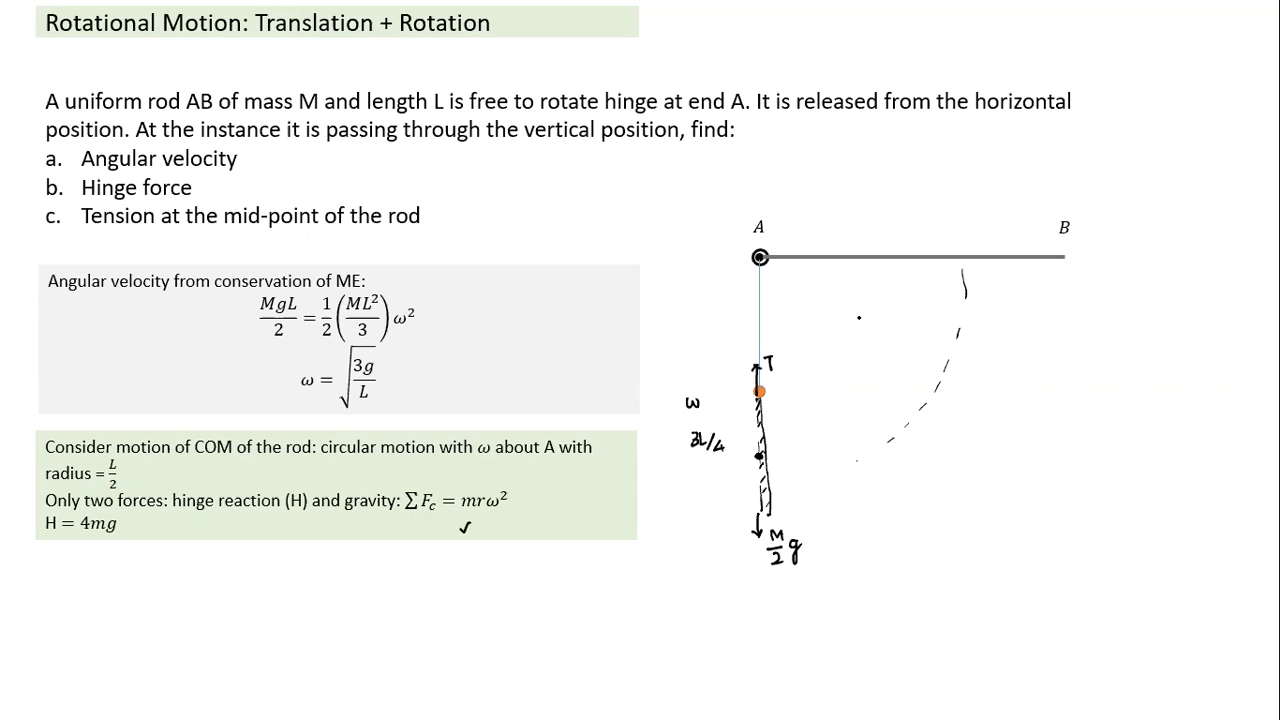 Rotational Motion: Translation + Rotation
A uniform rod AB of mass M and length L is free to rotate hinge at end A. It is released from the horizontal
position. At the instance it is passing through the vertical position, find:
a. Angular velocity
b. Hinge force
c. Tension at the mid-point of the rod
A B
Angular velocity from conservation of ME:
MgL/2 = 1/2 (ML²/3) ω²
ω = √(3g/L)
Consider motion of COM of the rod: circular motion with ω about A with
radius = L/2
Only two forces: hinge reaction (H) and gravity: ∑ F_c = mrω²
H = 4mg
✓
T
ω
3L/4
M/2 g